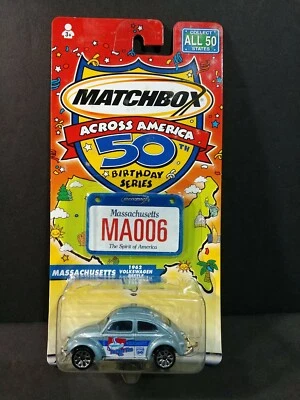 COLLECT
ALL 50
STATES
3+
MATCHBOX
ACROSS AMERICA
50TH
BIRTHDAY
SERIES
Massachusetts
MA006
The Spirit of America
MASSACHUSETTS
1962
VOLKSWAGEN
BEETLE